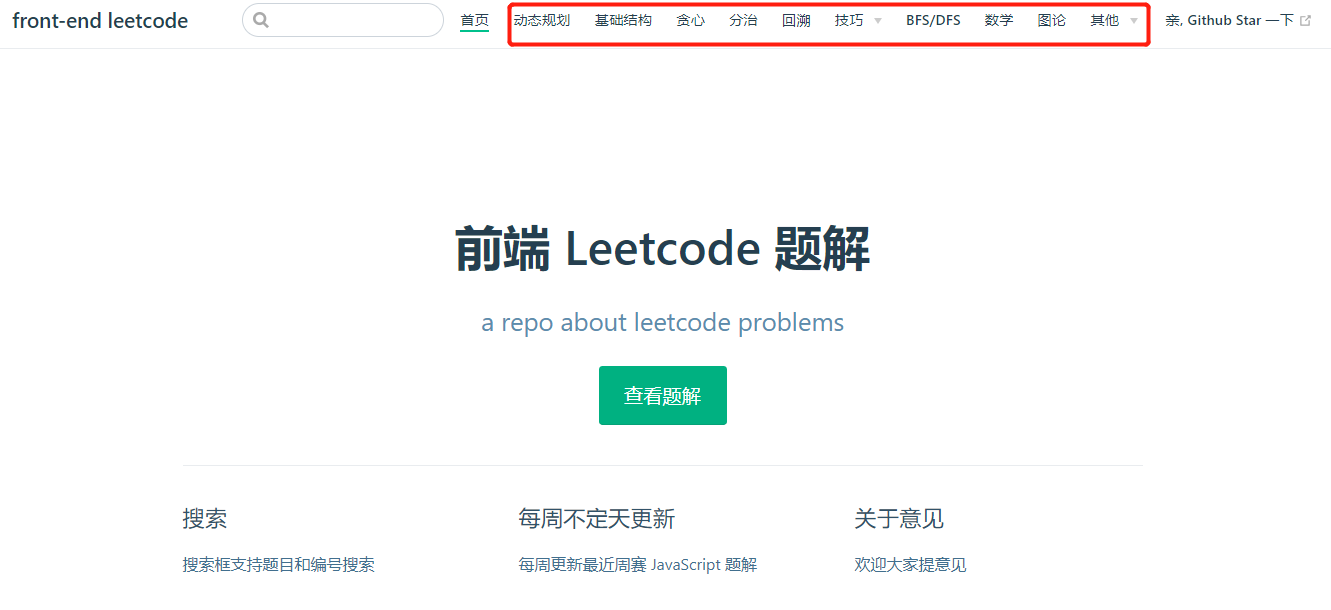 front-end leetcode 首页 动态规划 基础结构 贪心 分治 回溯 技巧 BFS/DFS 数学 图论 其他 亲, Github Star 一下
前端 Leetcode 题解
a repo about leetcode problems
查看题解
搜索 每周不定天更新 关于意见
搜索框支持题目和编号搜索 每周更新最近周赛 JavaScript 题解 欢迎大家提意见